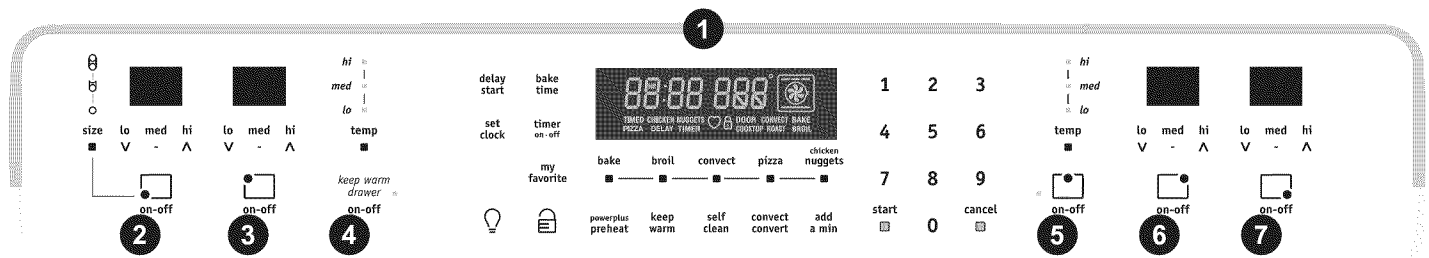 1
hi
med
lo
size
lo med hi
∨ - ∧
on-off
2
lo med hi
∨ - ∧
on-off
3
temp
keep warm
drawer
on-off
4
delay
start
bake
time
set
clock
timer
on-off
my
favorite
88:88 888°
TIMED CHICKEN NUGGETS DOOR CONVECT BAKE
PIZZA DELAY TIMER COOKTOP ROAST BROIL
bake broil convect pizza chicken
nuggets
powerplus
preheat
keep
warm
self
clean
convect
convert
add
a min
1 2 3
4 5 6
7 8 9
start 0 cancel
hi
med
lo
temp
on-off
5
lo med hi
∨ - ∧
on-off
6
lo med hi
∨ - ∧
on-off
7